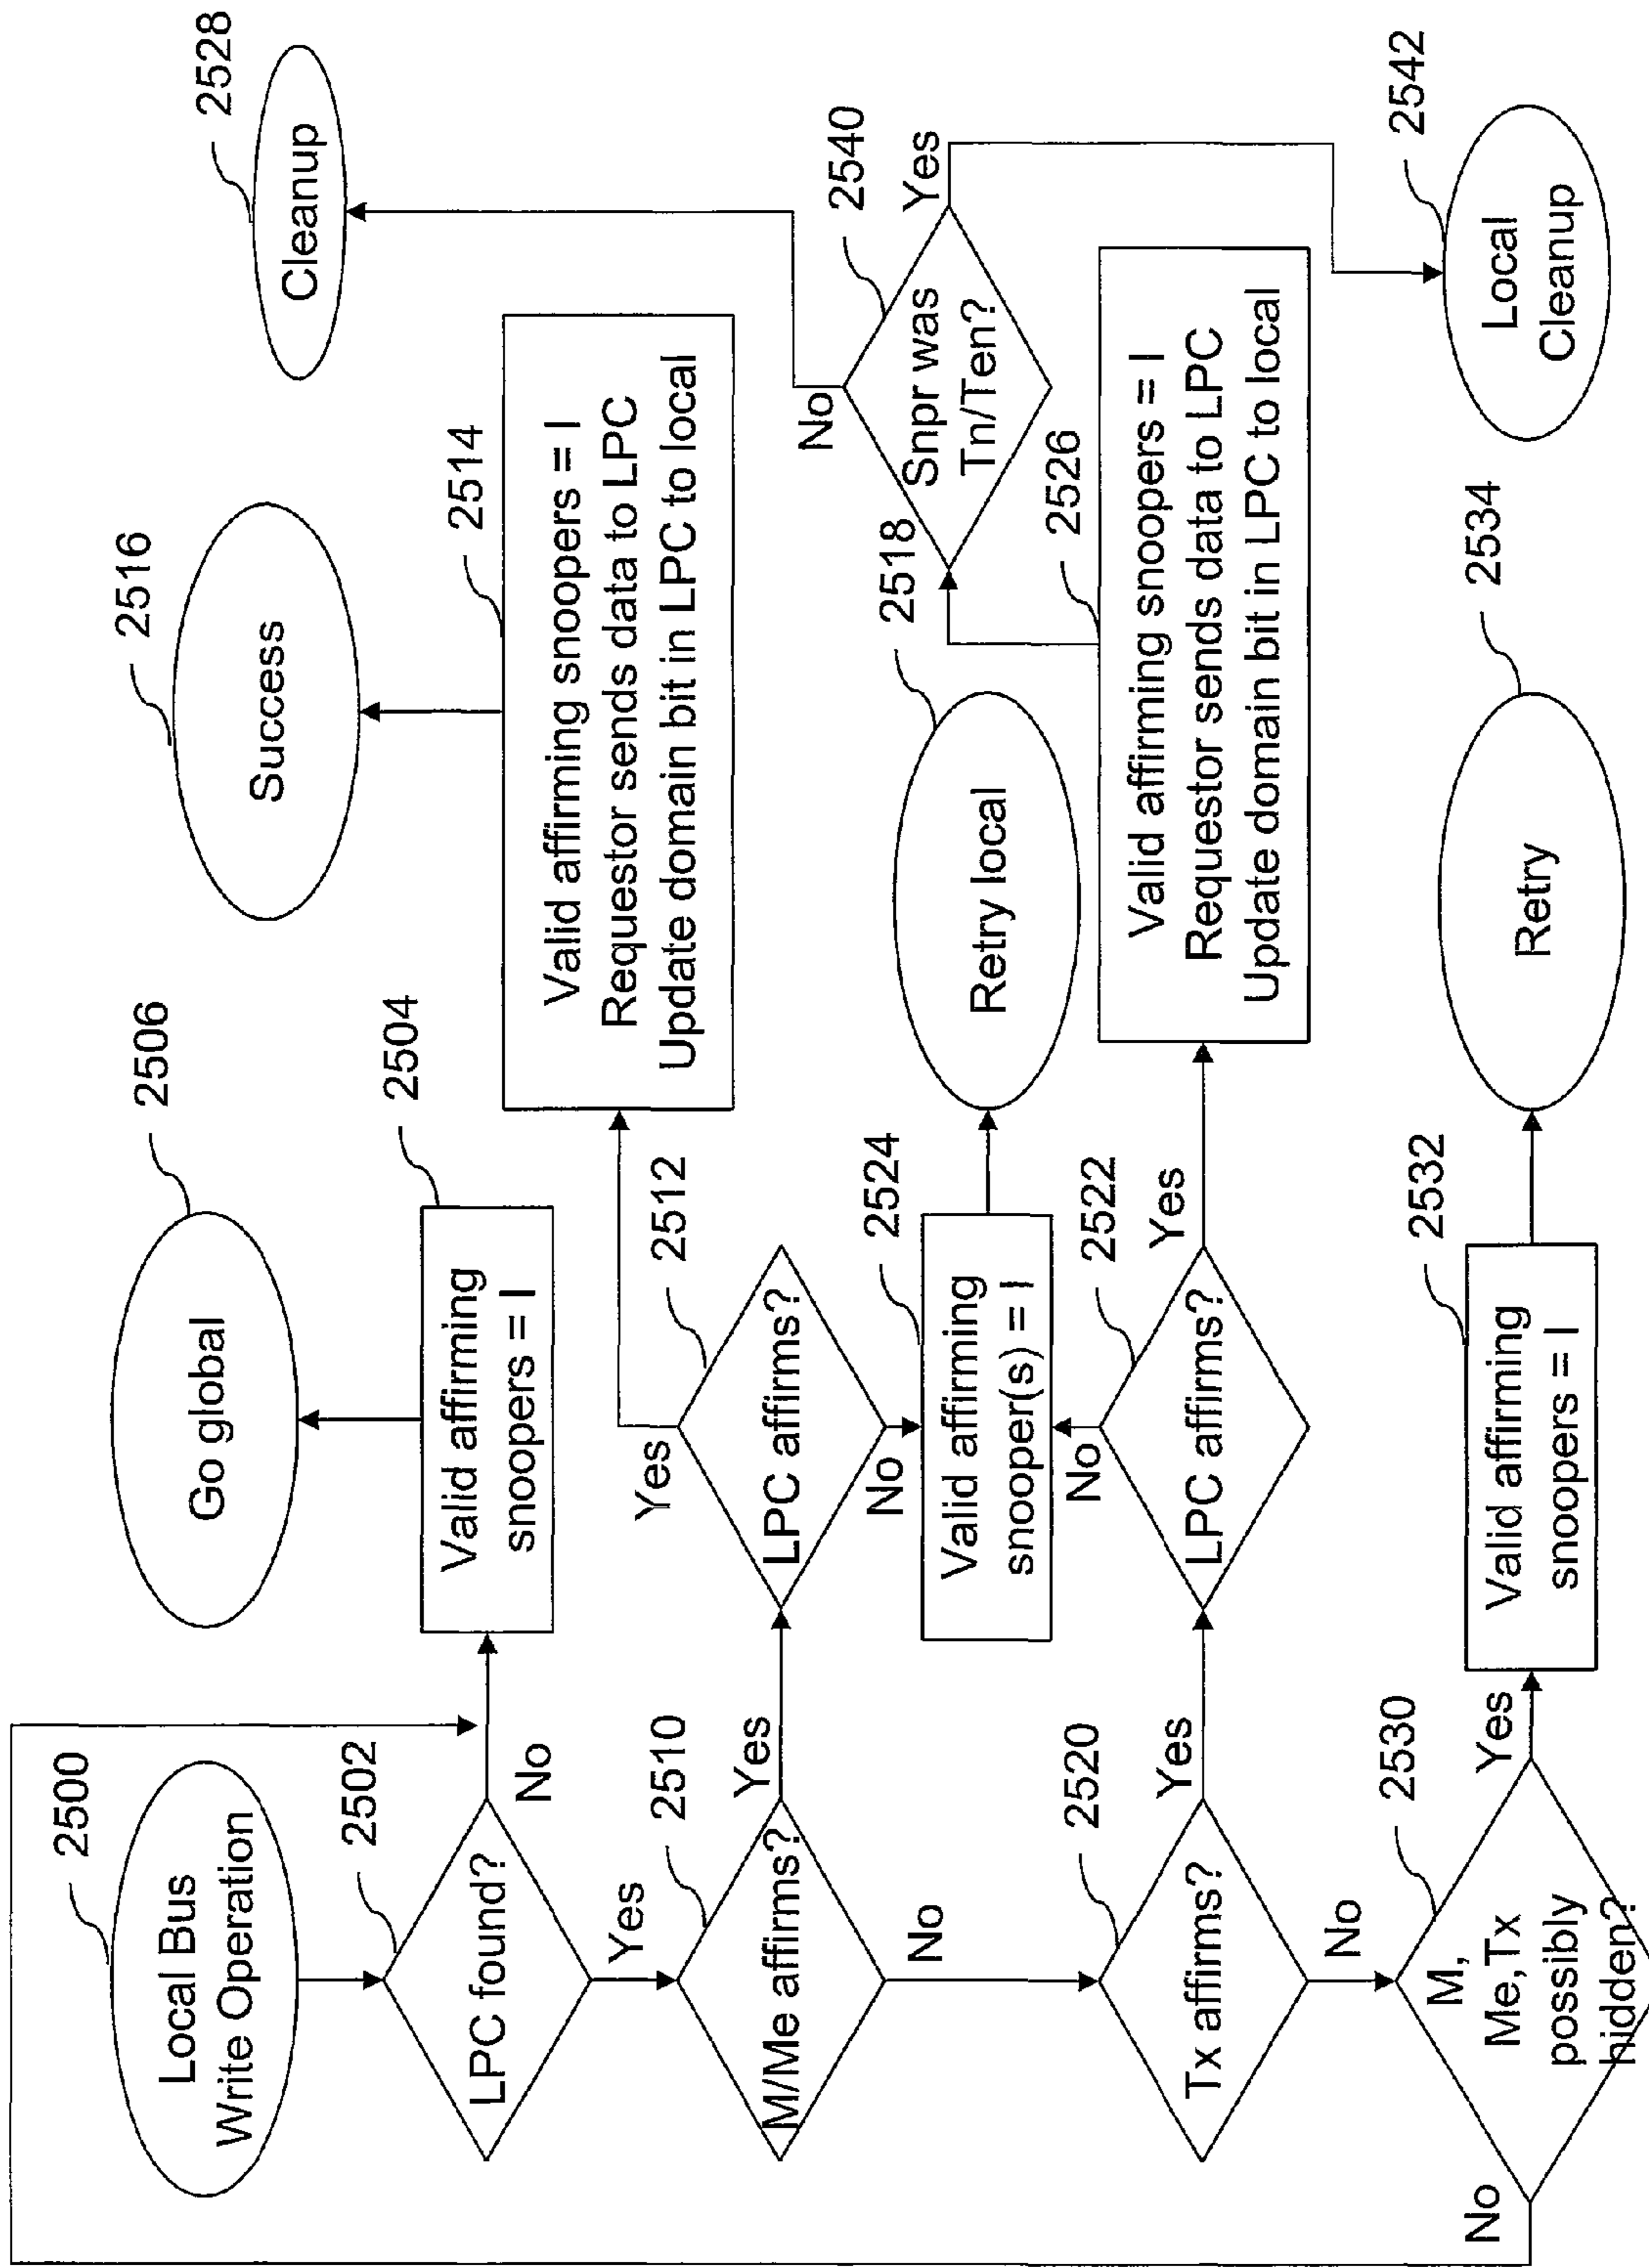 2500
Local Bus
Write Operation
2502
LPC found?
No
Yes
2504
Valid affirming
snoopers = I
2506
Go global
2510
M/Me affirms?
Yes
No
2512
LPC affirms?
Yes
No
2514
Valid affirming snoopers = I
Requestor sends data to LPC
Update domain bit in LPC to local
2516
Success
2524
Valid affirming
snooper(s) = I
2518
Retry local
2520
Tx affirms?
Yes
No
2522
LPC affirms?
No
Yes
2526
Valid affirming snoopers = I
Requestor sends data to LPC
Update domain bit in LPC to local
2540
Snpr was
Tn/Ten?
No
Yes
2528
Cleanup
2542
Local
Cleanup
2530
M,
Me,Tx
possibly
hidden?
No
Yes
2532
Valid affirming
snoopers = I
2534
Retry